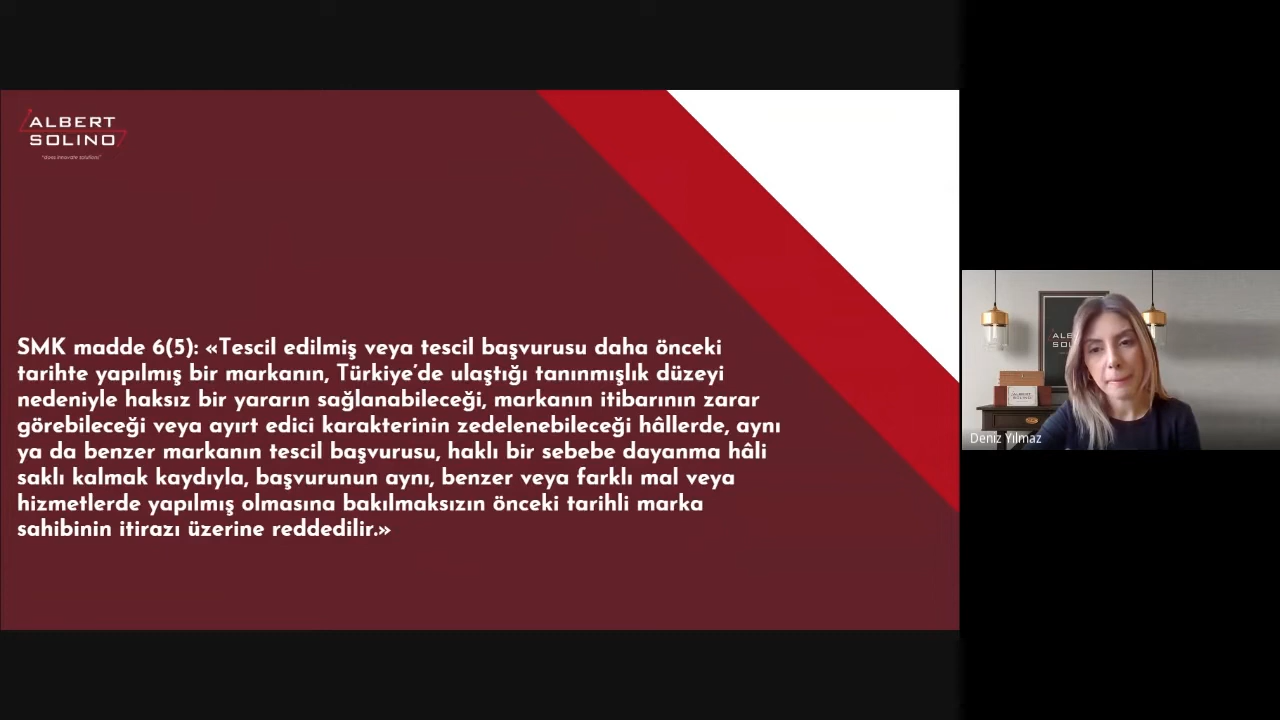 ALBERT
SOLINO
SMK madde 6(5): «Tescil edilmiş veya tescil başvurusu daha önceki
tarihte yapılmış bir markanın, Türkiye’de ulaştığı tanınmışlık düzeyi
nedeniyle haksız bir yararın sağlanabileceği, markanın itibarının zarar
görebileceği veya ayırt edici karakterinin zedelenebileceği hâllerde, aynı
ya da benzer markanın tescil başvurusu, haklı bir sebebe dayanma hâli
saklı kalmak kaydıyla, başvurunun aynı, benzer veya farklı mal veya
hizmetlerde yapılmış olmasına bakılmaksızın önceki tarihli marka
sahibinin itirazı üzerine reddedilir.»
Deniz Yılmaz